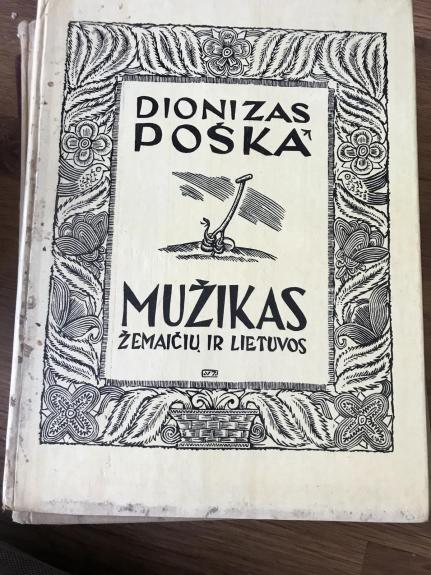 DIONIZAS
POŠKA
MUŽIKAS
ŽEMAIČIŲ IR LIETUVOS